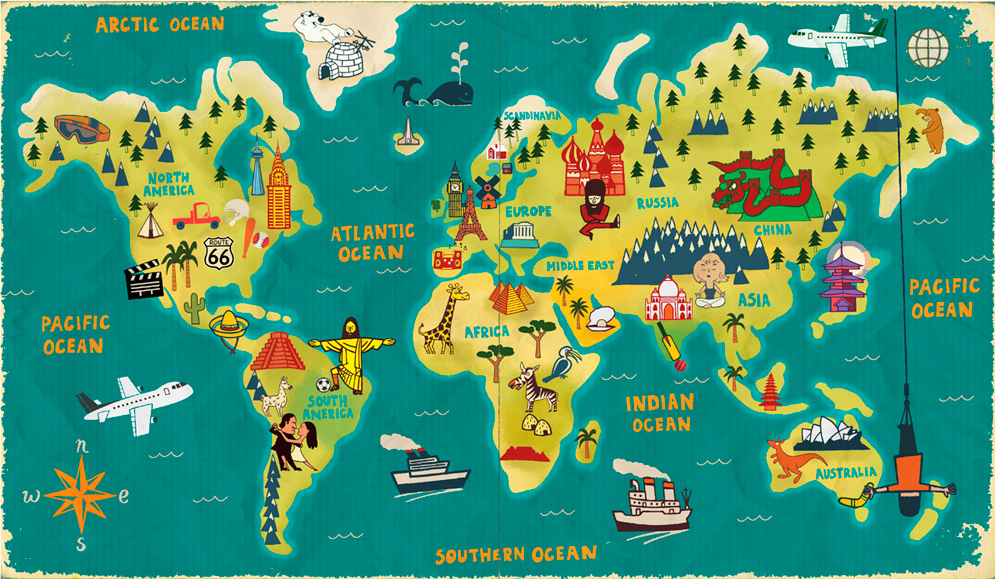 ARCTIC OCEAN
SCANDINAVIA
NORTH
AMERICA
EUROPE
RUSSIA
ATLANTIC
OCEAN
CHINA
ROUTE
66
MIDDLE EAST
ASIA
PACIFIC
OCEAN
PACIFIC
OCEAN
AFRICA
SOUTH
AMERICA
INDIAN
OCEAN
AUSTRALIA
n
w
e
s
SOUTHERN OCEAN